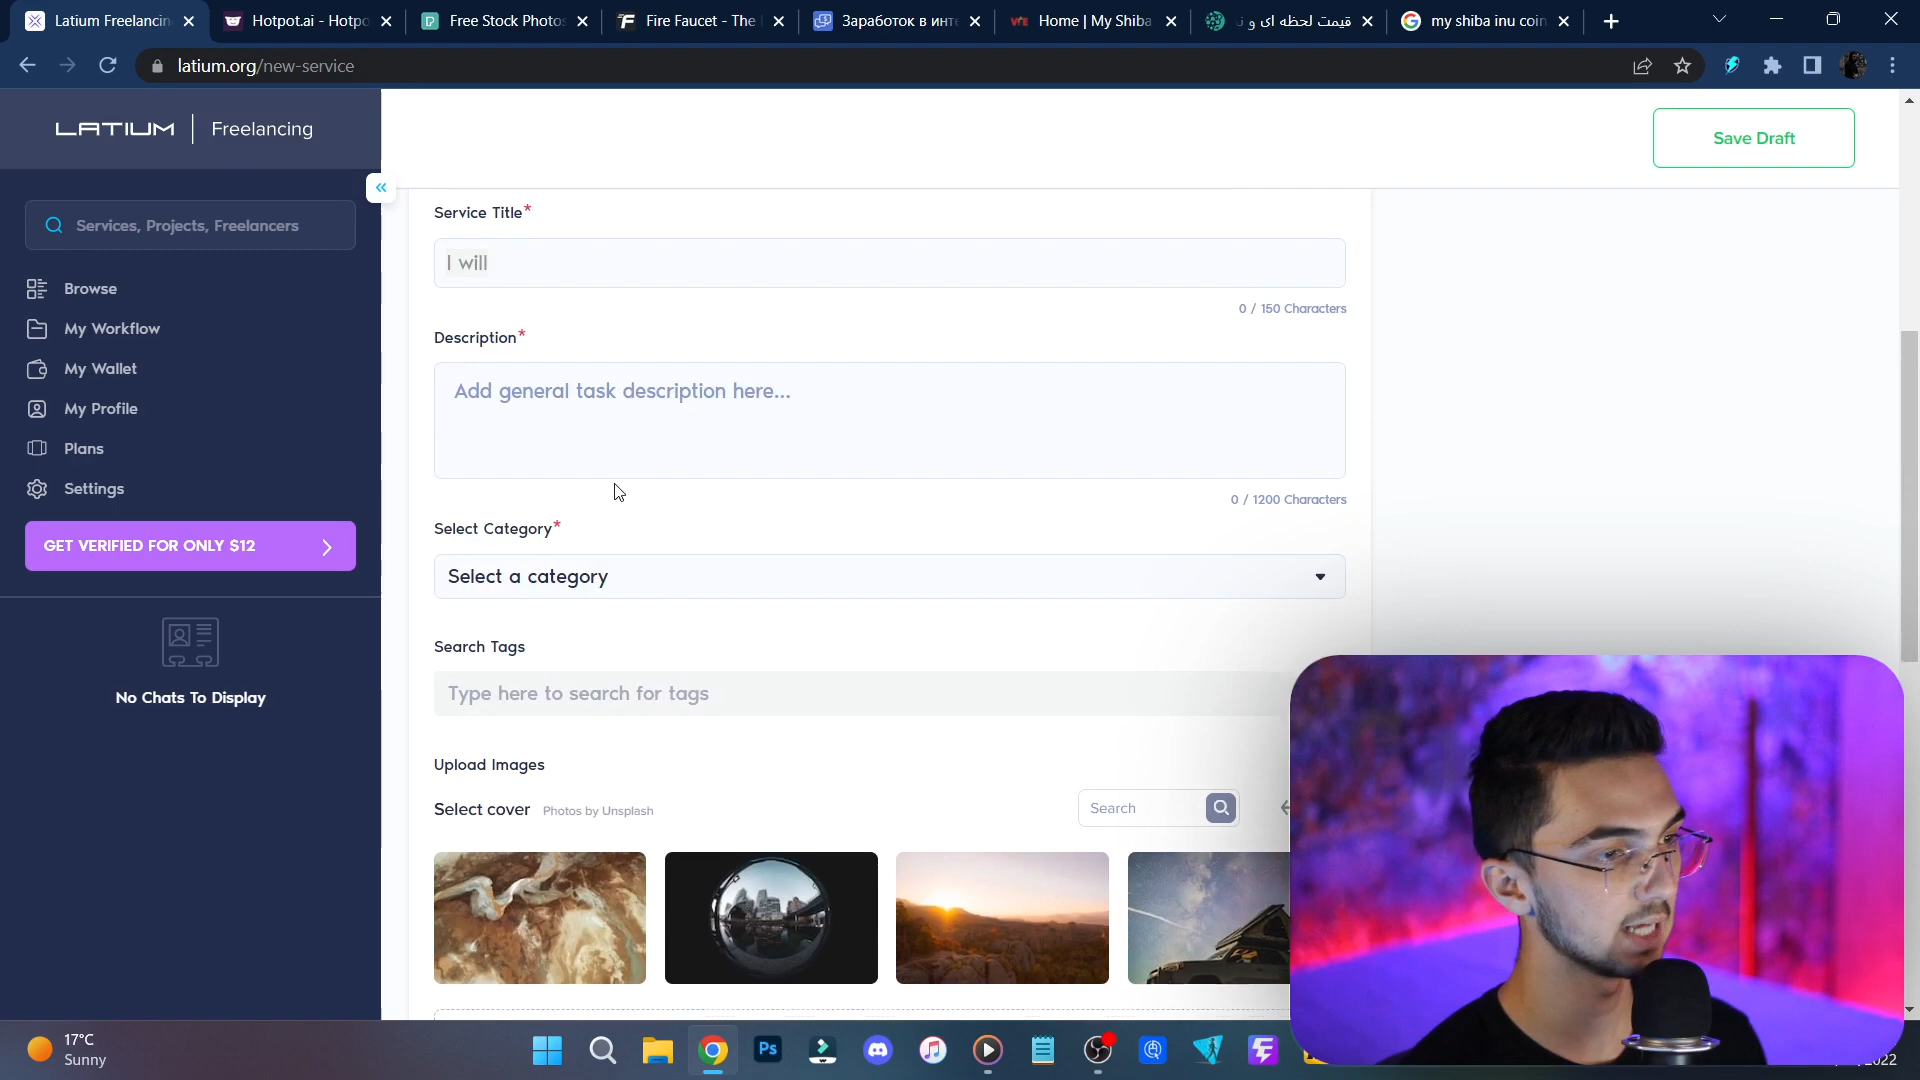 Latium Freelancin
Hotpot.ai - Hotpo
Free Stock Photos
Fire Faucet - The
Заработок в инте
Home | My Shiba
قیمت لحظه ای و ن
my shiba inu coin
latium.org/new-service
LATIUM | Freelancing
Save Draft
Services, Projects, Freelancers
Browse
My Workflow
My Wallet
My Profile
Plans
Settings
GET VERIFIED FOR ONLY $12
No Chats To Display
Service Title*
I will
0 / 150 Characters
Description*
Add general task description here...
0 / 1200 Characters
Select Category*
Select a category
Search Tags
Type here to search for tags
Upload Images
Select cover Photos by Unsplash
Search
17°C
Sunny
Ps